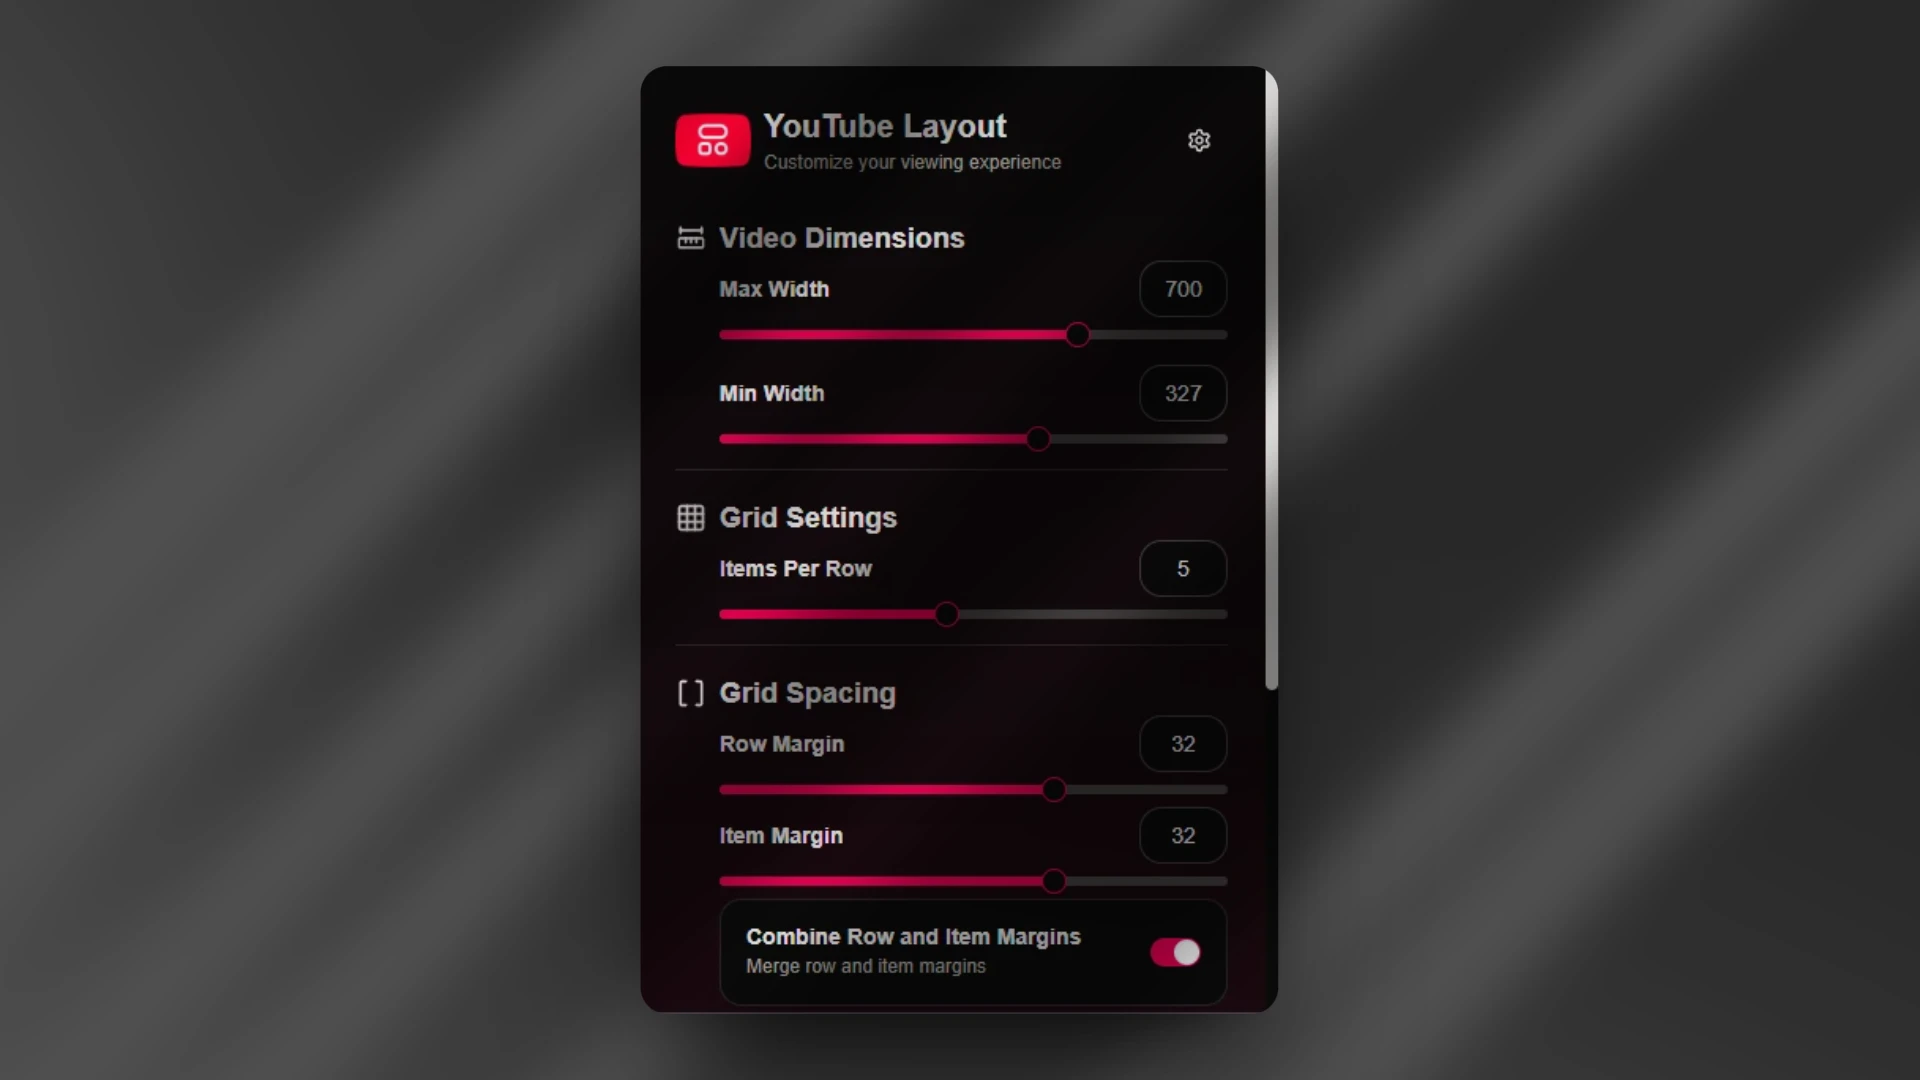 YouTube Layout
Customize your viewing experience
Video Dimensions
Max Width
700
Min Width
327
Grid Settings
Items Per Row
5
Grid Spacing
Row Margin
32
Item Margin
32
Combine Row and Item Margins
Merge row and item margins